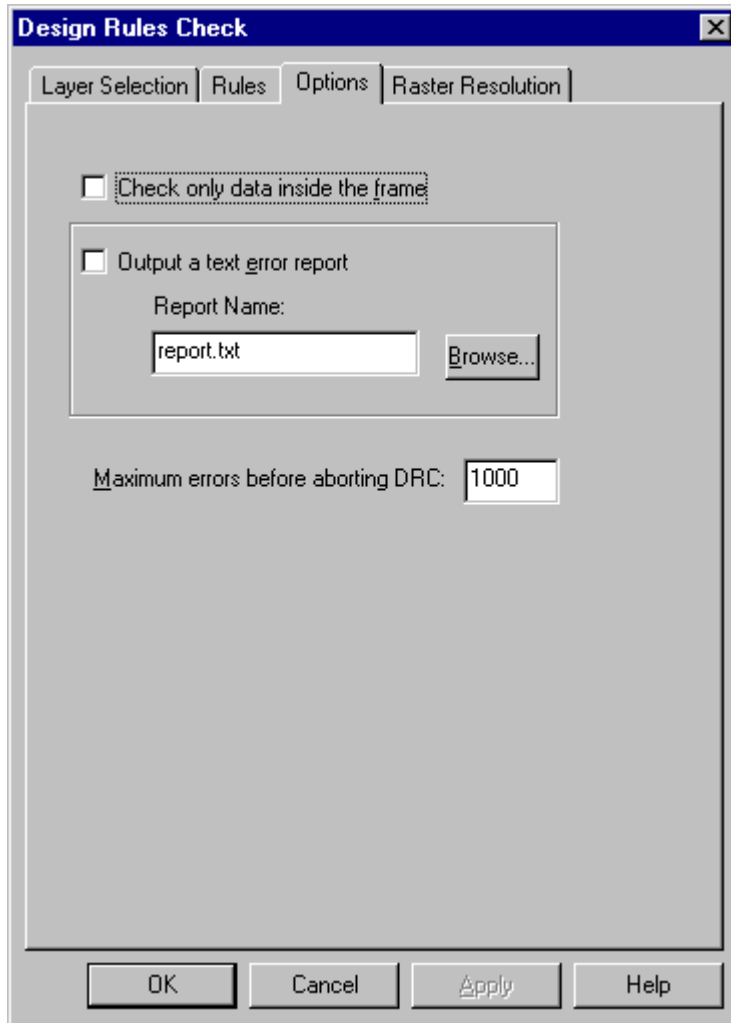 Design Rules Check
Layer Selection Rules Options Raster Resolution
Check only data inside the frame
Output a text error report
Report Name:
report.txt Browse...
Maximum errors before aborting DRC: 1000
OK Cancel Apply Help